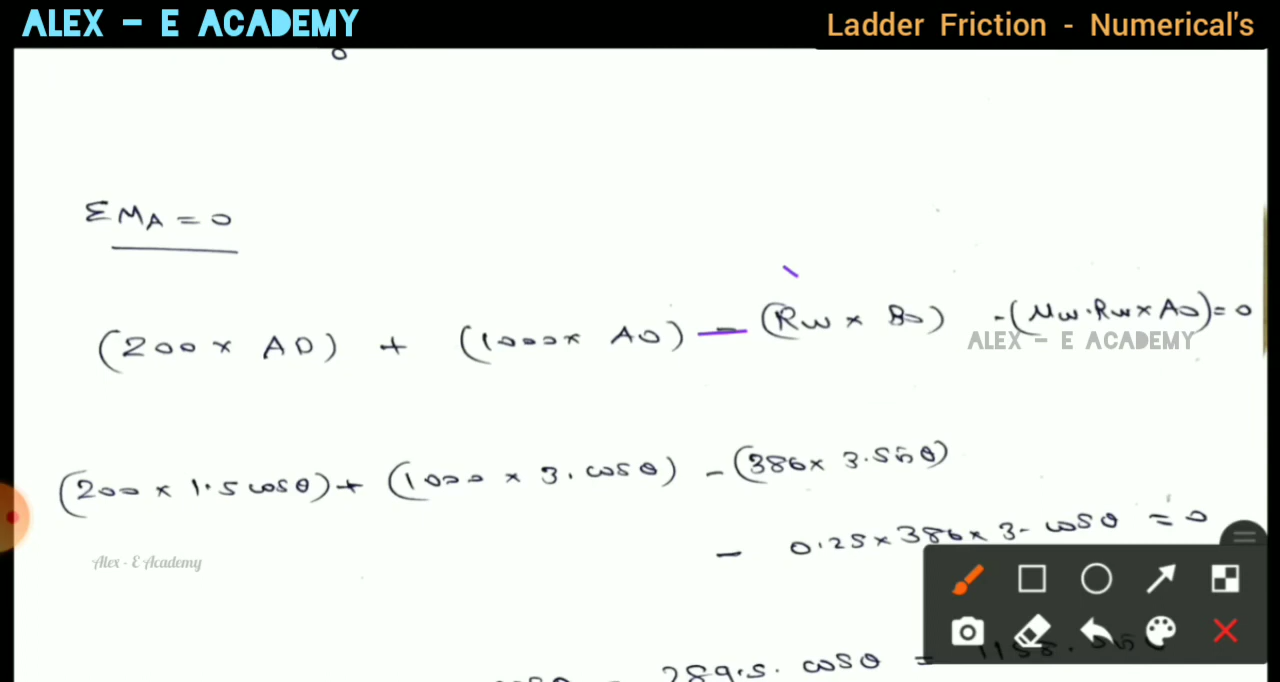 ALEX - E ACADEMY
Ladder Friction - Numerical's
ΣMA = 0
(200 × AD) + (1000 × AO) - (Rw × BO) - (μw·Rw × AO) = 0
ALEX - E ACADEMY
(200 × 1.5 cosθ) + (1000 × 3. cosθ) - (386 × 3.sinθ)
- 0.25 × 386 × 3. cosθ = 0
Alex - E Academy
289.5. cosθ =